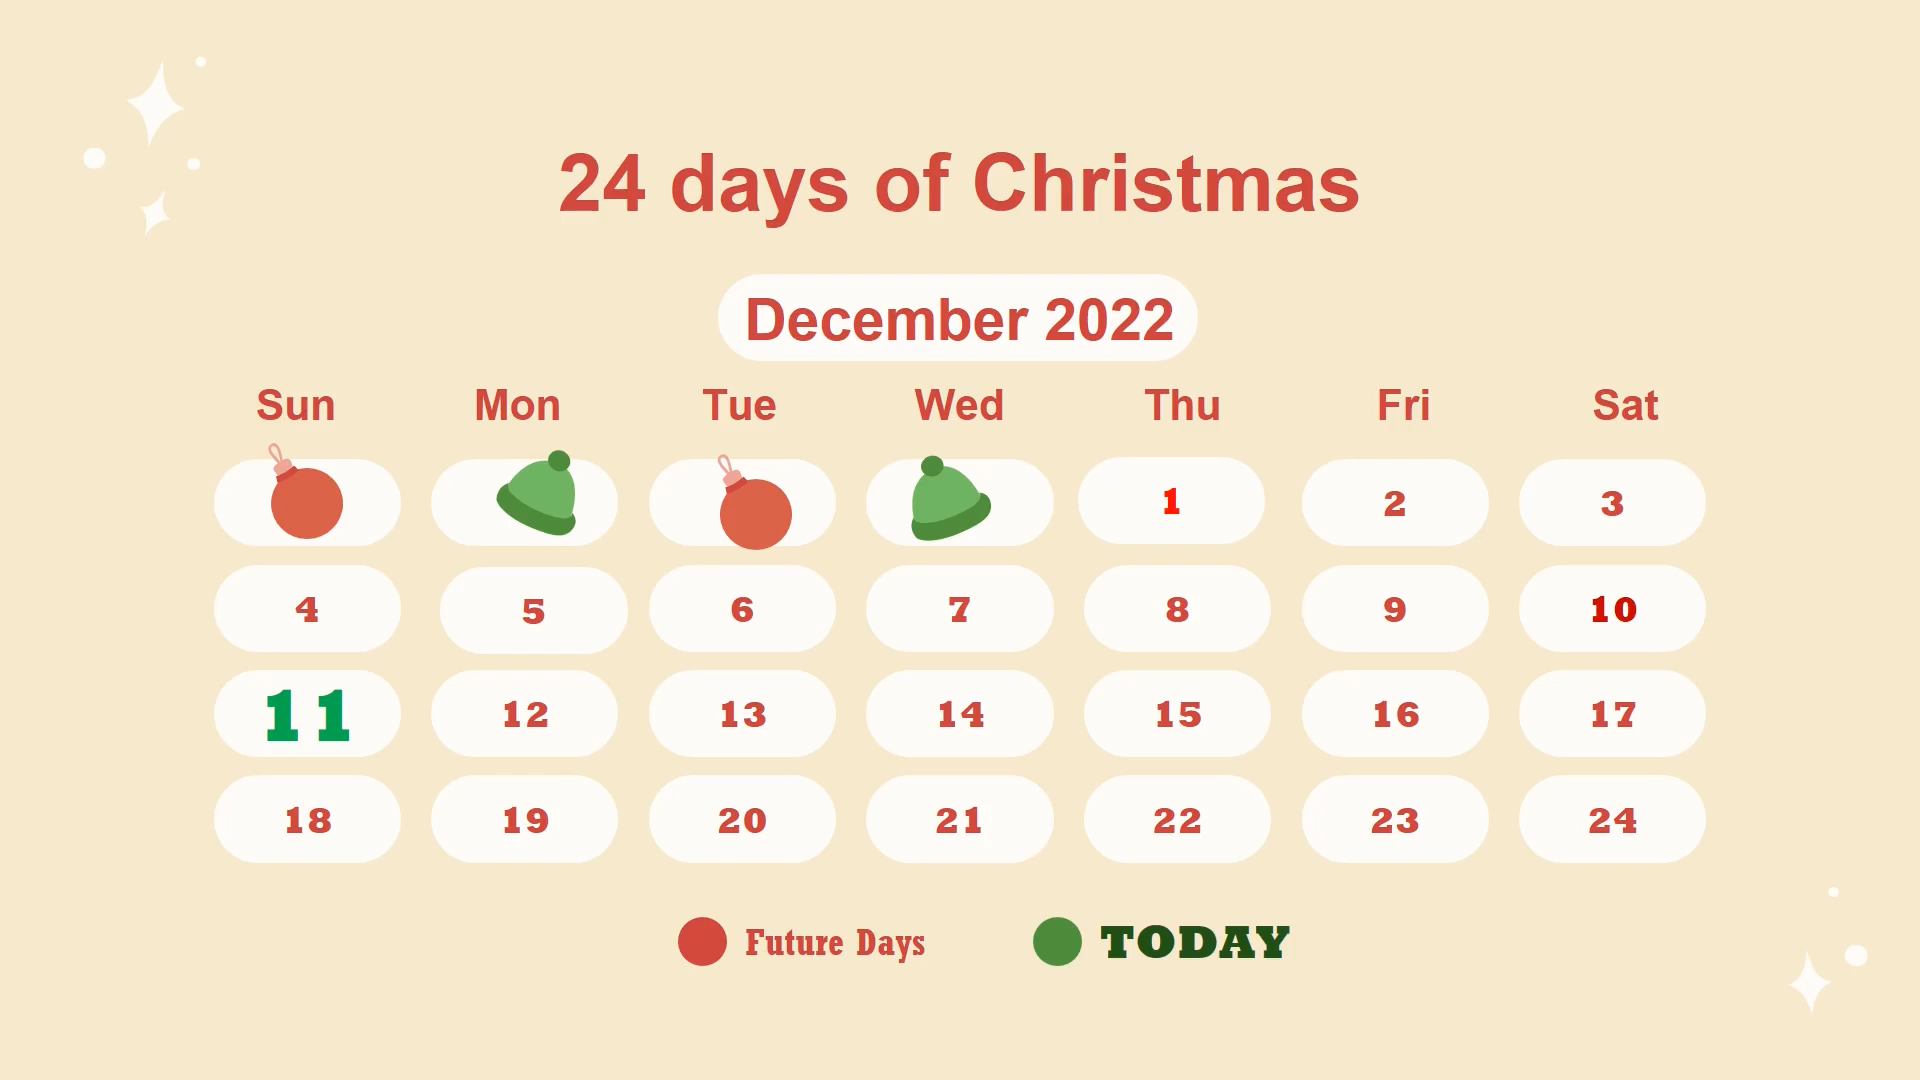 24 days of Christmas
December 2022
Sun Mon Tue Wed Thu Fri Sat
1 2 3
4 5 6 7 8 9 10
11 12 13 14 15 16 17
18 19 20 21 22 23 24
Future Days TODAY